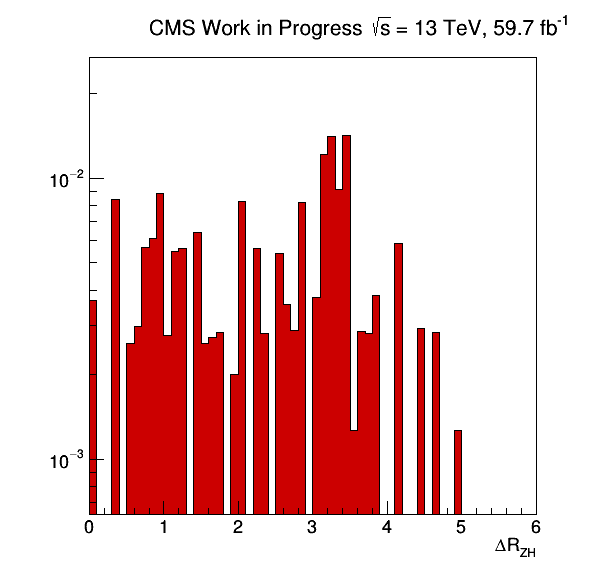 CMS Work in Progress √s = 13 TeV, 59.7 fb⁻¹
10⁻²
10⁻³
0 1 2 3 4 5 6
ΔR_ZH